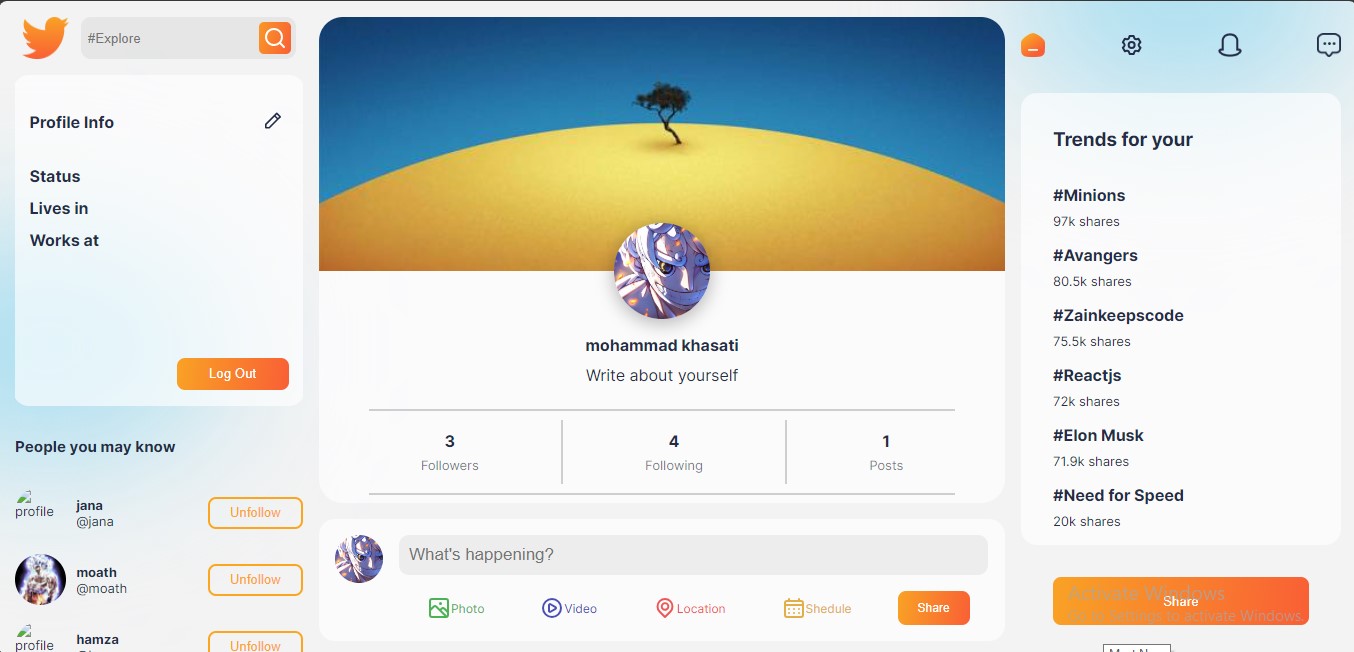 #Explore
Profile Info
Status
Lives in
Works at
Log Out
People you may know
profile
jana
@jana
Unfollow
moath
@moath
Unfollow
profile
hamza
Unfollow
mohammad khasati
Write about yourself
3
Followers
4
Following
1
Posts
What's happening?
Photo
Video
Location
Shedule
Share
Trends for your
#Minions
97k shares
#Avangers
80.5k shares
#Zainkeepscode
75.5k shares
#Reactjs
72k shares
#Elon Musk
71.9k shares
#Need for Speed
20k shares
Activate Windows
Share
Go to Settings to activate Windows.